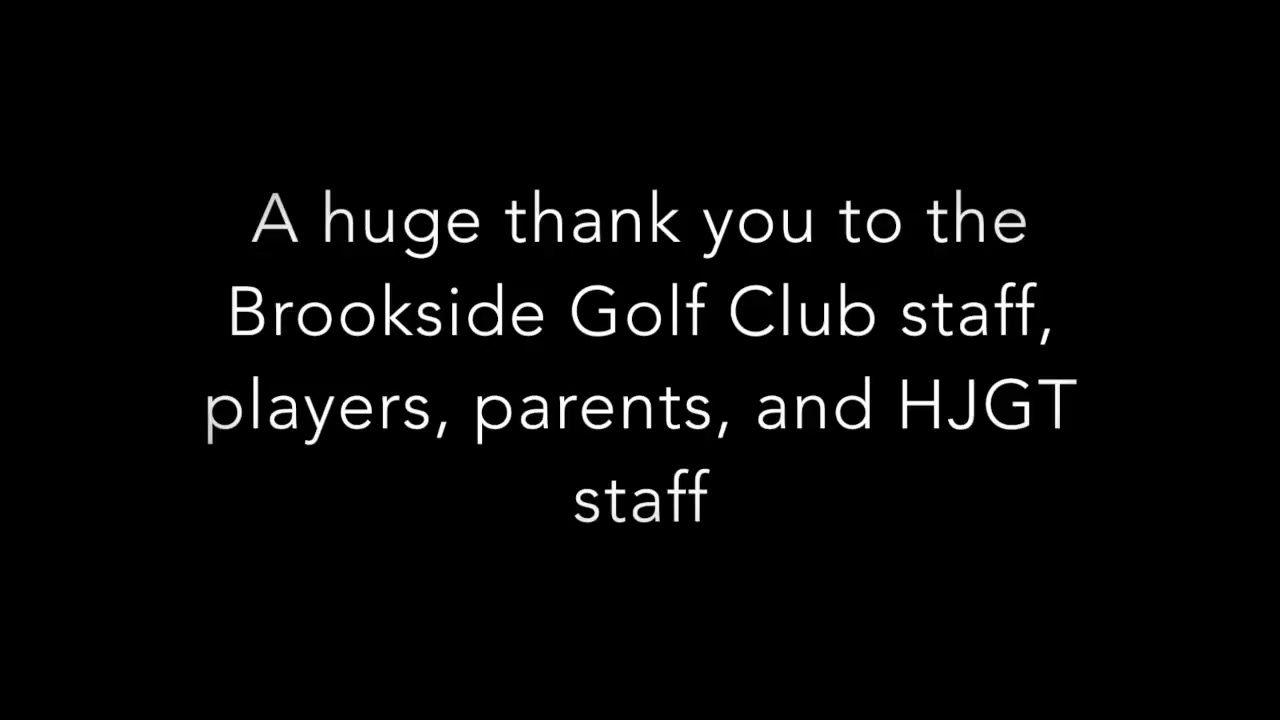 A huge thank you to the
Brookside Golf Club staff,
players, parents, and HJGT
staff